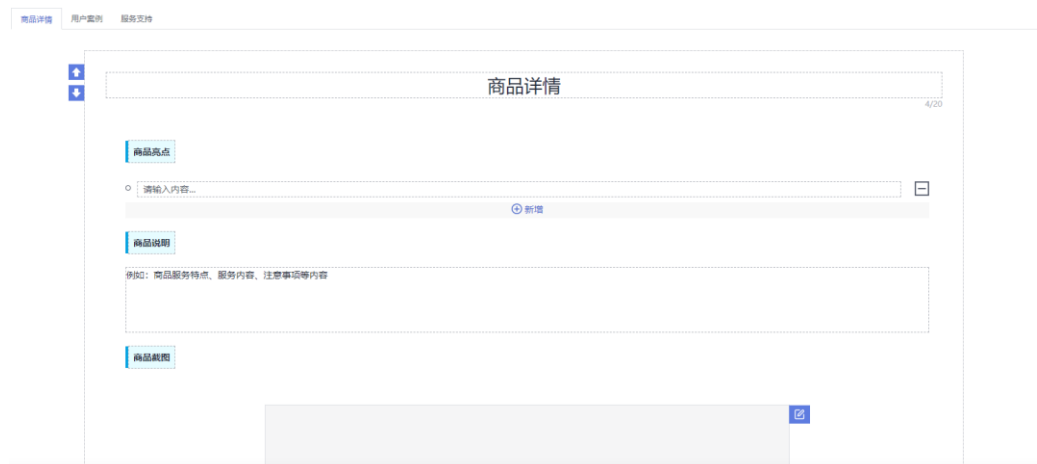 商品详情 用户案例 服务支持
商品详情
4/20
商品亮点
请输入内容...
新增
商品说明
例如：商品服务特点、服务内容、注意事项等内容
商品截图